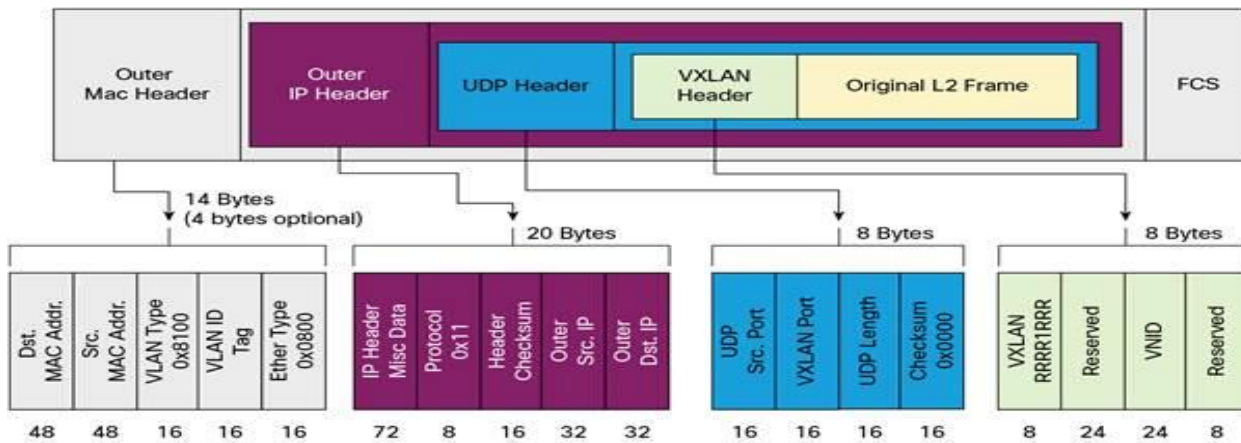 Outer
Mac Header
Outer
IP Header
UDP Header
VXLAN
Header
Original L2 Frame
FCS
14 Bytes
(4 bytes optional)
20 Bytes
8 Bytes
8 Bytes
Dst.
MAC Addr.
Src.
MAC Addr.
VLAN Type
0x8100
VLAN ID
Tag
Ether Type
0x0800
IP Header
Misc Data
Protocol
0x11
Header
Checksum
Outer
Src. IP
Outer
Dst. IP
UDP
Src. Port
VXLAN Port
UDP Length
Checksum
0x0000
VXLAN
RRRR1RRR
Reserved
VNID
Reserved
48 48 16 16 16 72 8 16 32 32 16 16 16 16 8 24 24 8